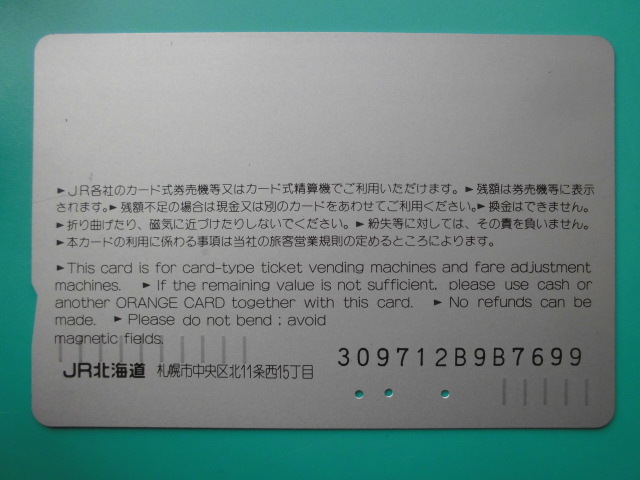 ►JR各社のカード式券売機等又はカード式精算機でご利用いただけます。►残額は券売機等に表示
されます。►残額不足の場合は現金又は別のカードをあわせてご利用ください。►換金はできません。
►折り曲げたり、磁気に近づけたりしないでください。►紛失等に対しては、その責を負いません。
►本カードの利用に係わる事項は当社の旅客営業規則の定めるところによります。
►This card is for card-type ticket vending machines and fare adjustment
machines. ►If the remaining value is not sufficient. please use cash or
another ORANGE CARD together with this card. ►No refunds can be
made. ►Please do not bend ; avoid
magnetic fields.
309712B9B7699
JR北海道 札幌市中央区北11条西15丁目